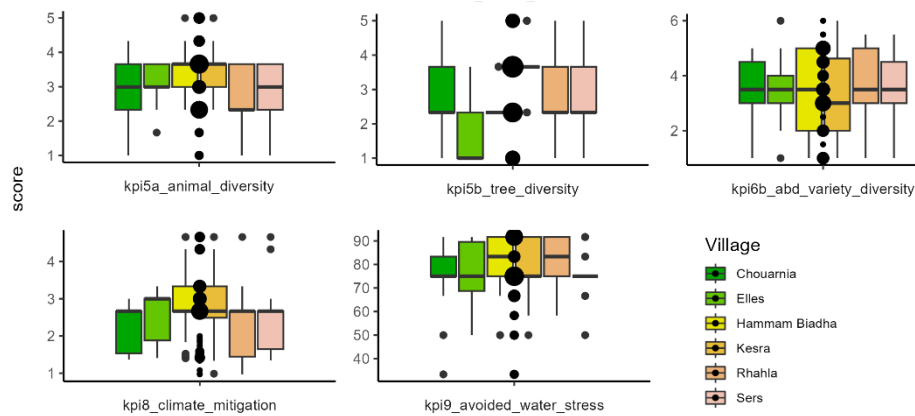 score
5
4
3
2
1
kpi5a_animal_diversity
5
4
3
2
1
kpi5b_tree_diversity
6
4
2
kpi6b_abd_variety_diversity
5
4
3
2
1
kpi8_climate_mitigation
90
80
70
60
50
40
kpi9_avoided_water_stress
Village
Chouarnia
Elles
Hammam Biadha
Kesra
Rhahla
Sers